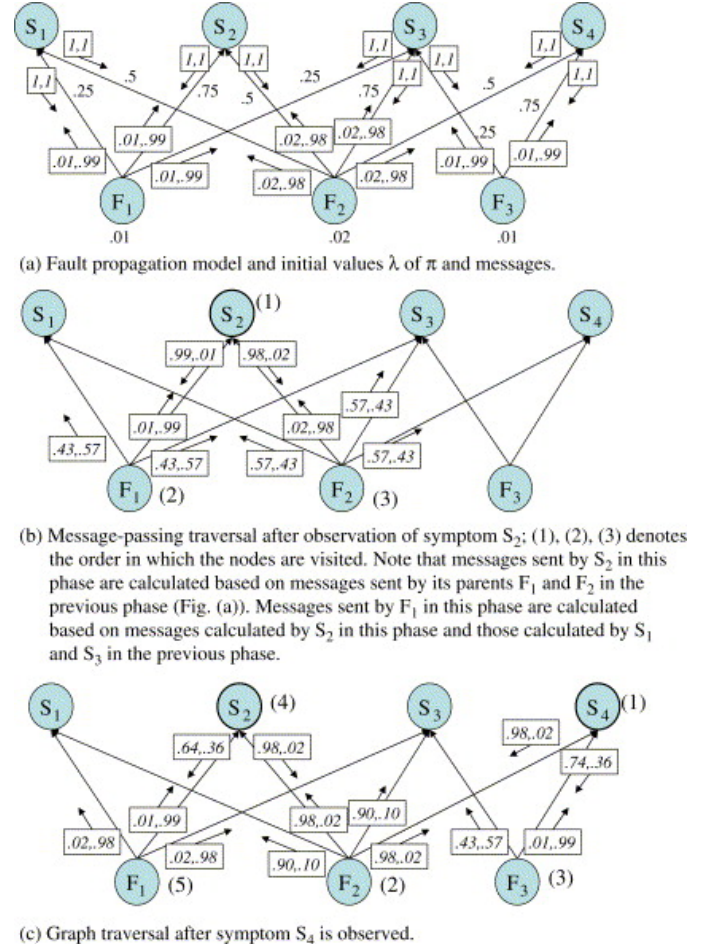 S1 S2 S3 S4
1,1 1,1 1,1 1,1 1,1
1,1 .5 .25 1,1 1,1 .5 1,1
.25 .75 .5 .75 .75
.01,.99 .02,.98 .02,.98 .25
.01,.99 .01,.99 .02,.98 .02,.98 .01,.99 .01,.99
F1 F2 F3
.01 .02 .01
(a) Fault propagation model and initial values λ of π and messages.
S1 S2 (1) S3 S4
.99,.01 .98,.02
.57,.43
.01,.99 .02,.98
.43,.57 .43,.57 .57,.43 .57,.43
F1 (2) F2 (3) F3
(b) Message-passing traversal after observation of symptom S2; (1), (2), (3) denotes
the order in which the nodes are visited. Note that messages sent by S2 in this
phase are calculated based on messages sent by its parents F1 and F2 in the
previous phase (Fig. (a)). Messages sent by F1 in this phase are calculated
based on messages calculated by S2 in this phase and those calculated by S1
and S3 in the previous phase.
S1 S2 (4) S3 S4 (1)
.64,.36 .98,.02 .98,.02
.74,.36
.01,.99 .98,.02 .90,.10
.02,.98 .02,.98 .90,.10 .98,.02 .43,.57 .01,.99
F1 (5) F2 (2) F3 (3)
(c) Graph traversal after symptom S4 is observed.